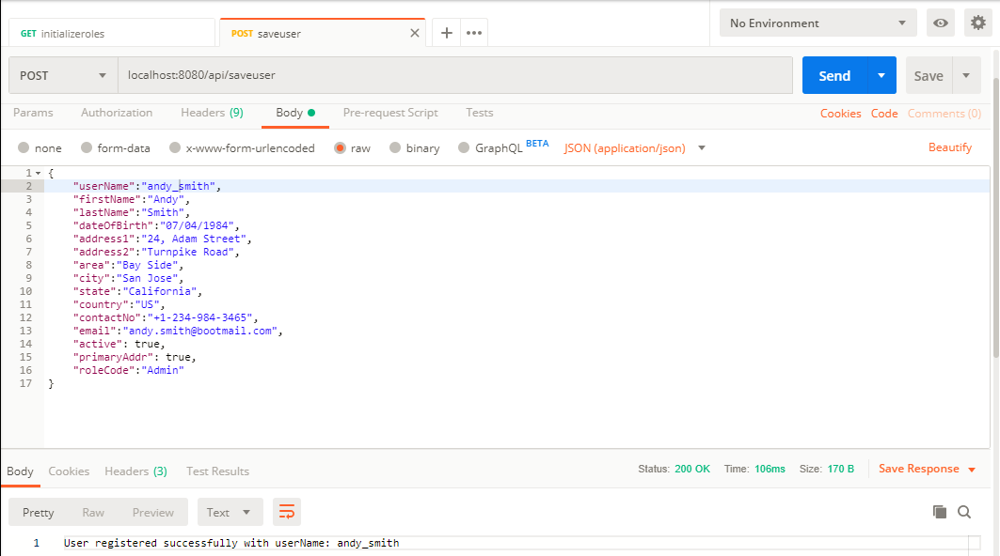 GET initializeroles
POST saveuser
No Environment
POST
localhost:8080/api/saveuser
Send
Save
Params Authorization Headers (9) Body Pre-request Script Tests
Cookies Code Comments (0)
none form-data x-www-form-urlencoded raw binary GraphQL BETA JSON (application/json)
Beautify
1 {
2 "userName":"andy_smith",
3 "firstName":"Andy",
4 "lastName":"Smith",
5 "dateOfBirth":"07/04/1984",
6 "address1":"24, Adam Street",
7 "address2":"Turnpike Road",
8 "area":"Bay Side",
9 "city":"San Jose",
10 "state":"California",
11 "country":"US",
12 "contactNo":"+1-234-984-3465",
13 "email":"andy.smith@bootmail.com",
14 "active": true,
15 "primaryAddr": true,
16 "roleCode":"Admin"
17 }
Body Cookies Headers (3) Test Results
Status: 200 OK Time: 106ms Size: 170 B
Save Response
Pretty Raw Preview Text
1 User registered successfully with userName: andy_smith